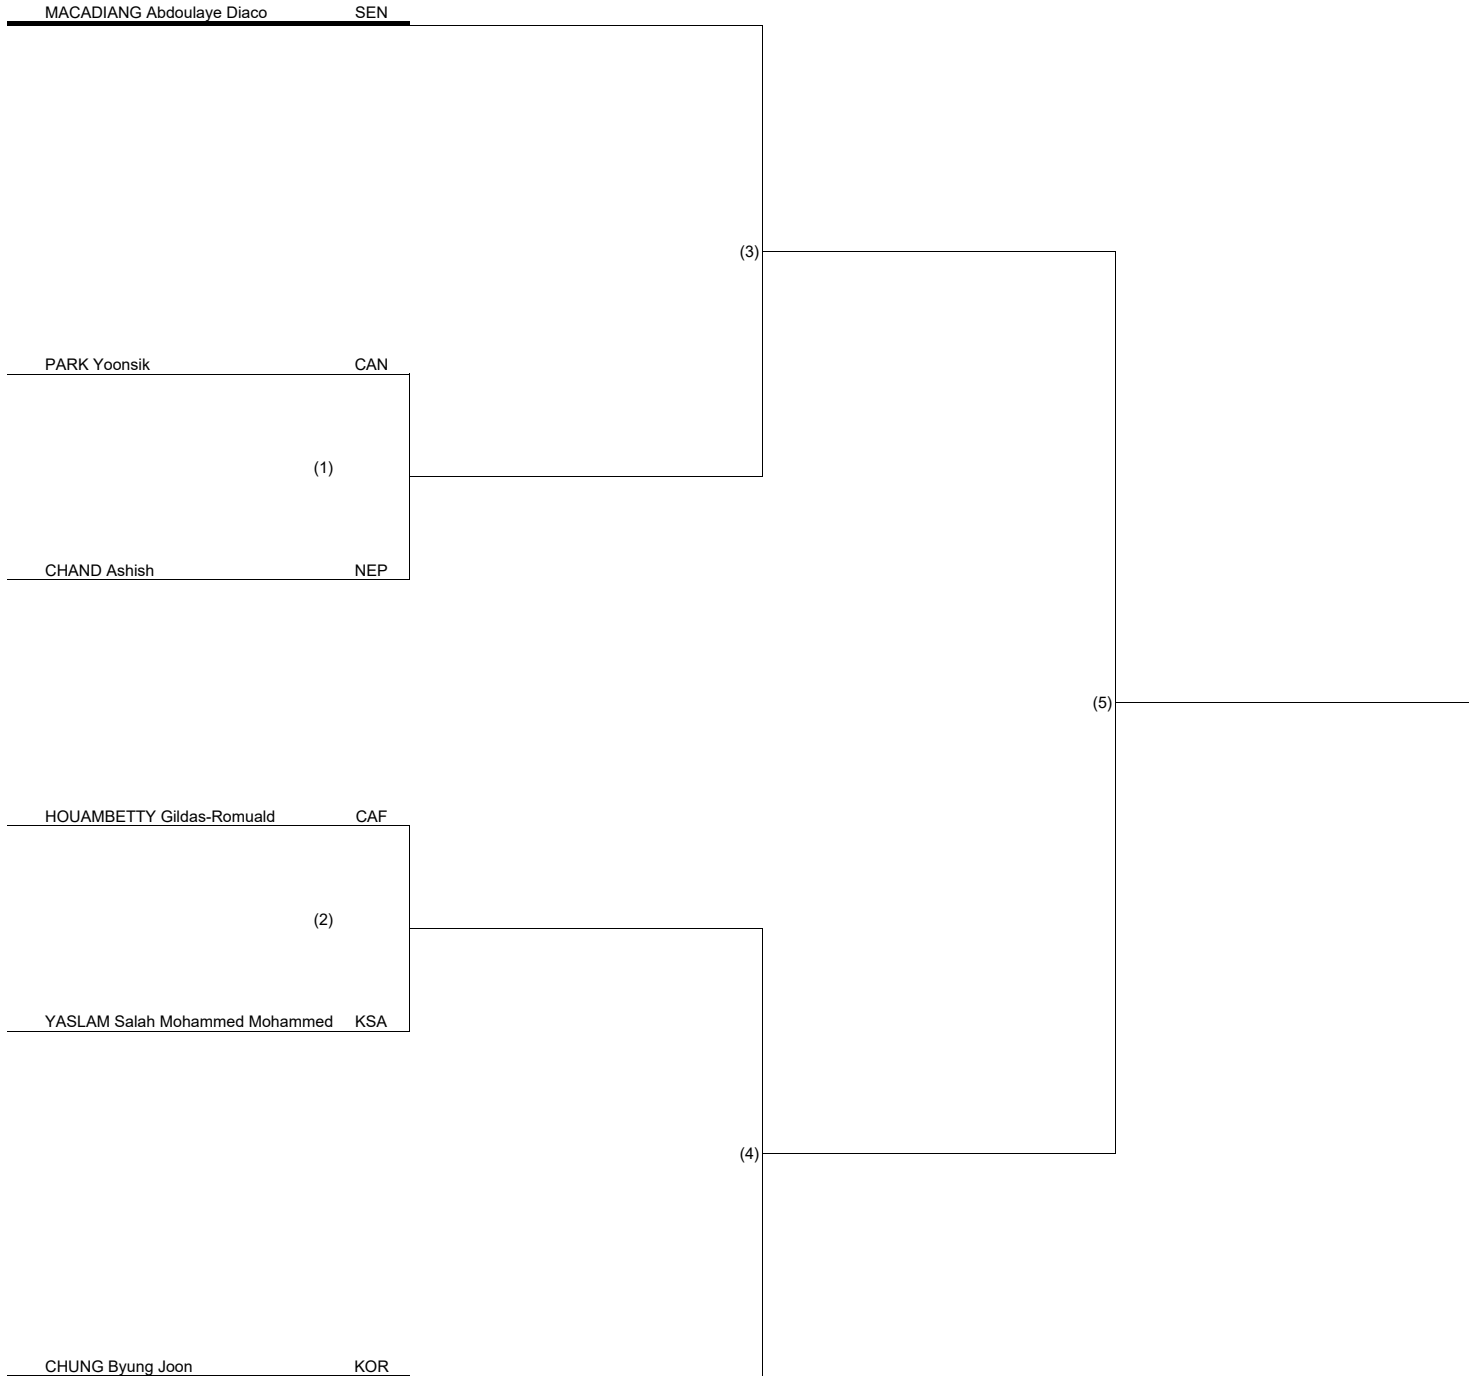 MACADIANG Abdoulaye Diaco SEN
(3)
PARK Yoonsik CAN
(1)
CHAND Ashish NEP
(5)
HOUAMBETTY Gildas-Romuald CAF
(2)
YASLAM Salah Mohammed Mohammed KSA
(4)
CHUNG Byung Joon KOR